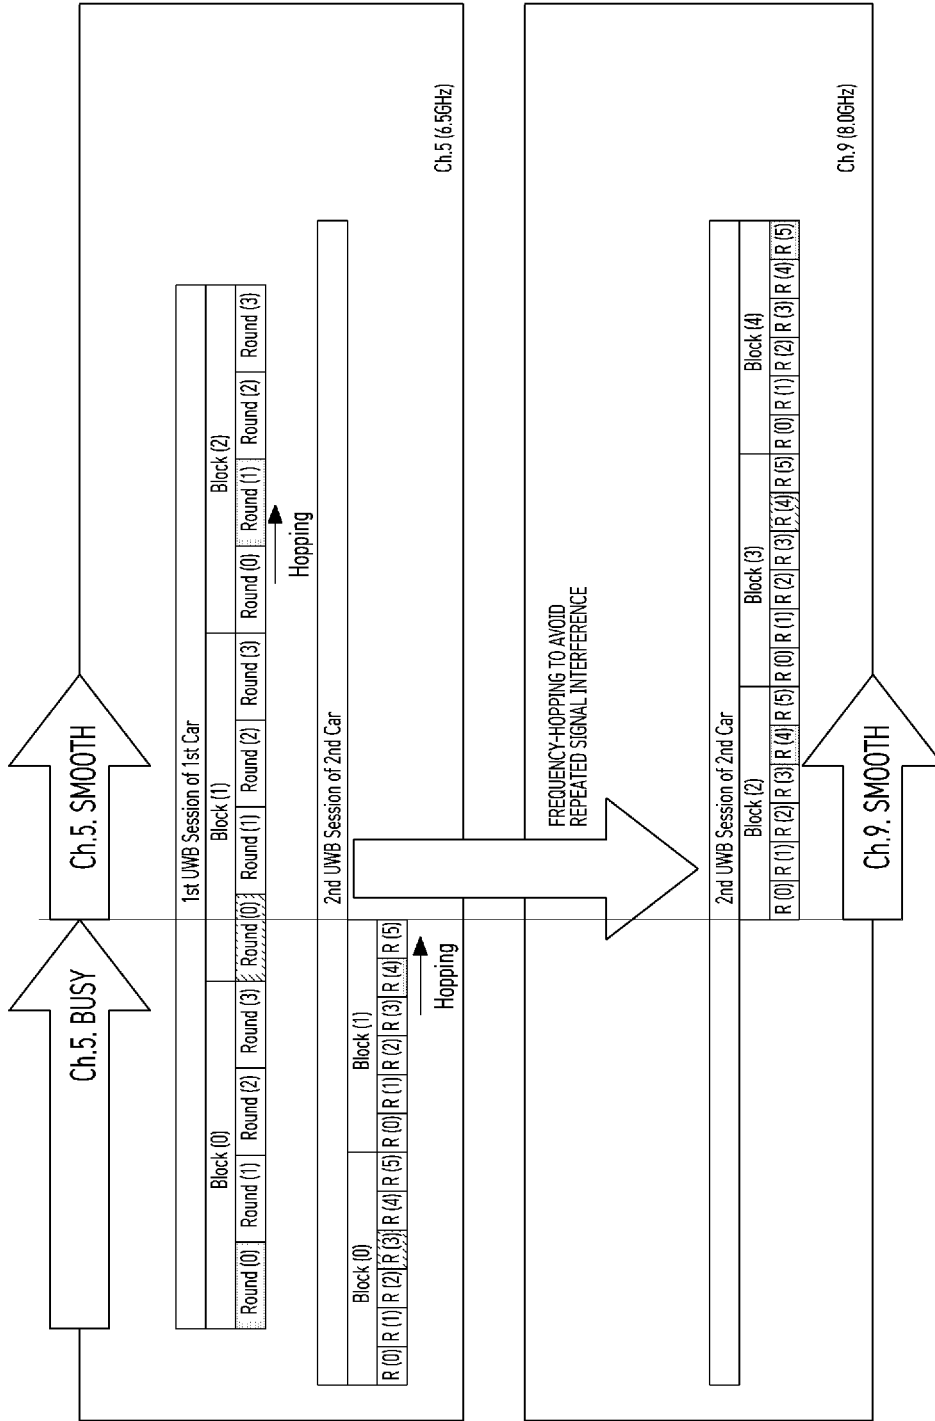 Ch.5. BUSY
Ch.5. SMOOTH
1st UWB Session of 1st Car
Block (0) Block (1) Block (2)
Round (0) Round (1) Round (2) Round (3) Round (0) Round (1) Round (2) Round (3) Round (0) Round (1) Round (2) Round (3)
Hopping
2nd UWB Session of 2nd Car
Block (0) Block (1)
R (0) R (1) R (2) R (3) R (4) R (5) R (0) R (1) R (2) R (3) R (4) R (5)
Hopping
Ch.5 (6.5GHz)
FREQUENCY-HOPPING TO AVOID
REPEATED SIGNAL INTERFERENCE
2nd UWB Session of 2nd Car
Block (2) Block (3) Block (4)
R (0) R (1) R (2) R (3) R (4) R (5) R (0) R (1) R (2) R (3) R (4) R (5) R (0) R (1) R (2) R (3) R (4) R (5)
Ch.9 (8.0GHz)
Ch.9. SMOOTH